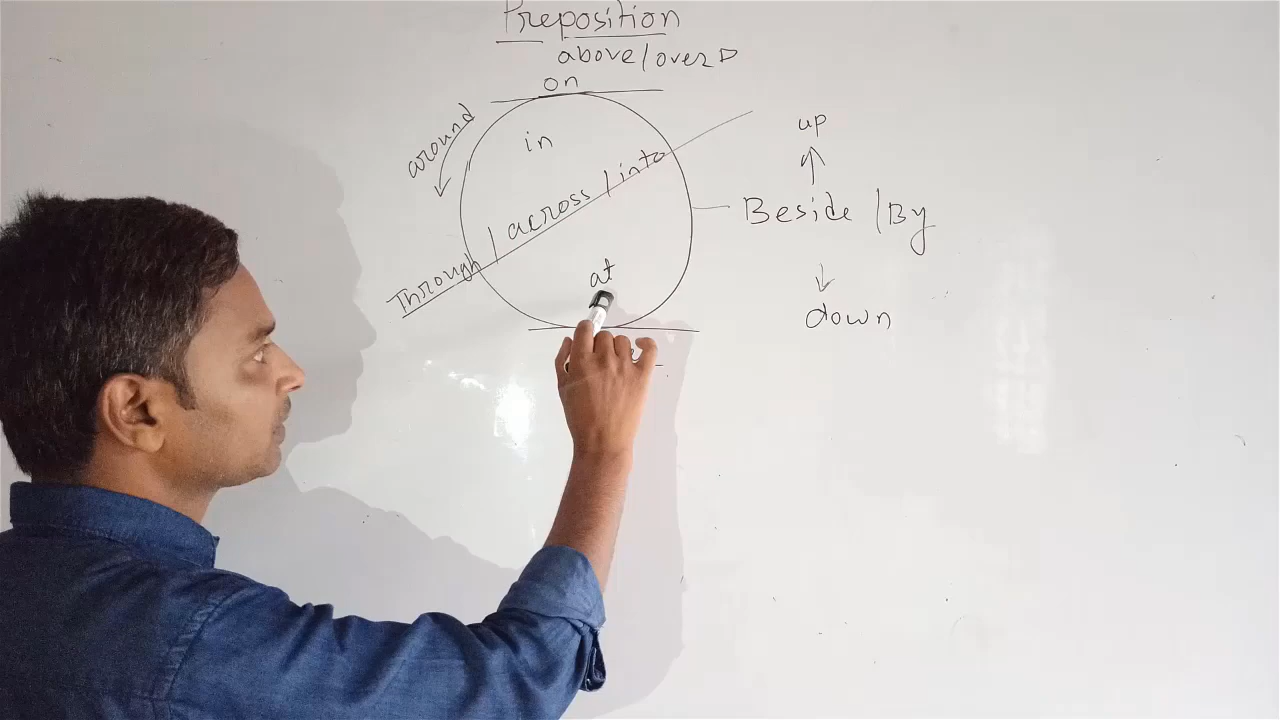 Preposition
above/over
on
around
in
up
Through / across / into
Beside / By
at
down